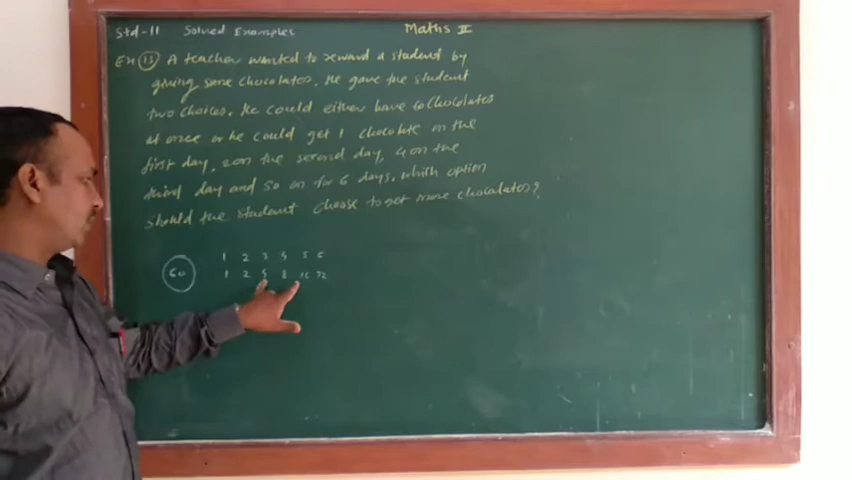 Std-11 Solved Examples Maths II
Ex 13 A teacher wanted to reward a student by
giving some chocolates. He gave the student
two choices. He could either have 60 chocolates
at once or he could get 1 chocolate on the
first day, 2 on the second day, 4 on the
third day and so on for 6 days, which option
should the student choose to get more chocolates?
1 2 3 4 5 6
60 1 2 4 8 16 32